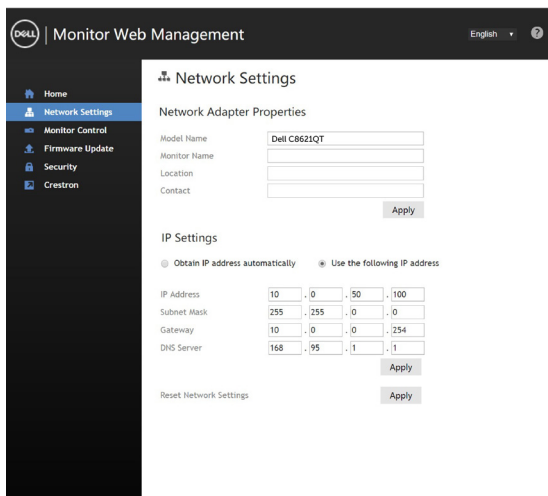 DELL | Monitor Web Management
English ▼ ?
Home
Network Settings
Monitor Control
Firmware Update
Security
Crestron
Network Settings
Network Adapter Properties
Model Name Dell C8621QT
Monitor Name
Location
Contact
Apply
IP Settings
Obtain IP address automatically Use the following IP address
IP Address 10 . 0 . 50 . 100
Subnet Mask 255 . 255 . 0 . 0
Gateway 10 . 0 . 0 . 254
DNS Server 168 . 95 . 1 . 1
Apply
Reset Network Settings Apply